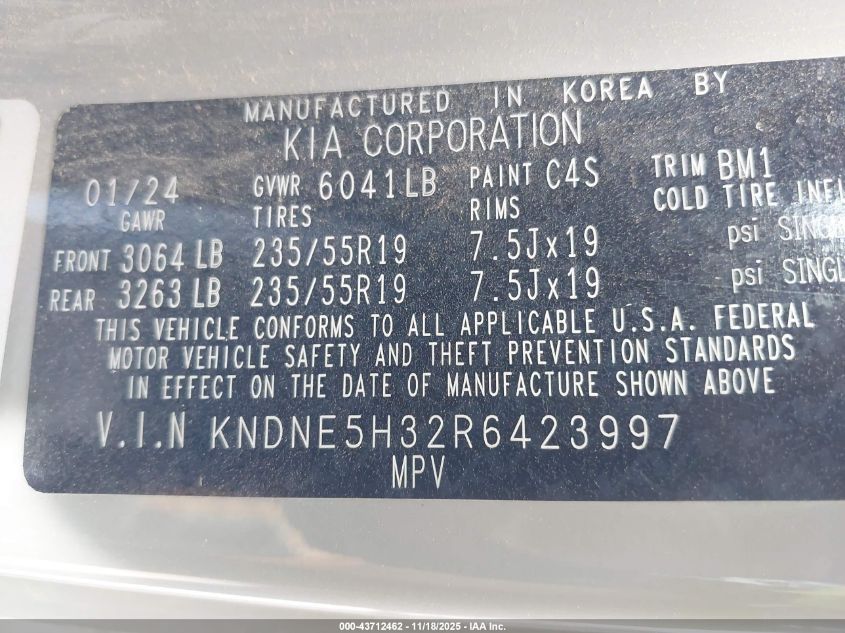 MANUFACTURED IN KOREA BY
KIA CORPORATION
01/24 GVWR 6041LB PAINT C4S TRIM BM1
GAWR TIRES RIMS COLD TIRE
FRONT 3064 LB 235/55R19 7.5Jx19 psi
REAR 3263 LB 235/55R19 7.5Jx19 psi
THIS VEHICLE CONFORMS TO ALL APPLICABLE U.S.A. FEDERAL
MOTOR VEHICLE SAFETY AND THEFT PREVENTION STANDARDS
IN EFFECT ON THE DATE OF MANUFACTURE SHOWN ABOVE
V.I.N KNDNE5H32R6423997
MPV
000-43712462 - 11/18/2025 - IAA Inc.